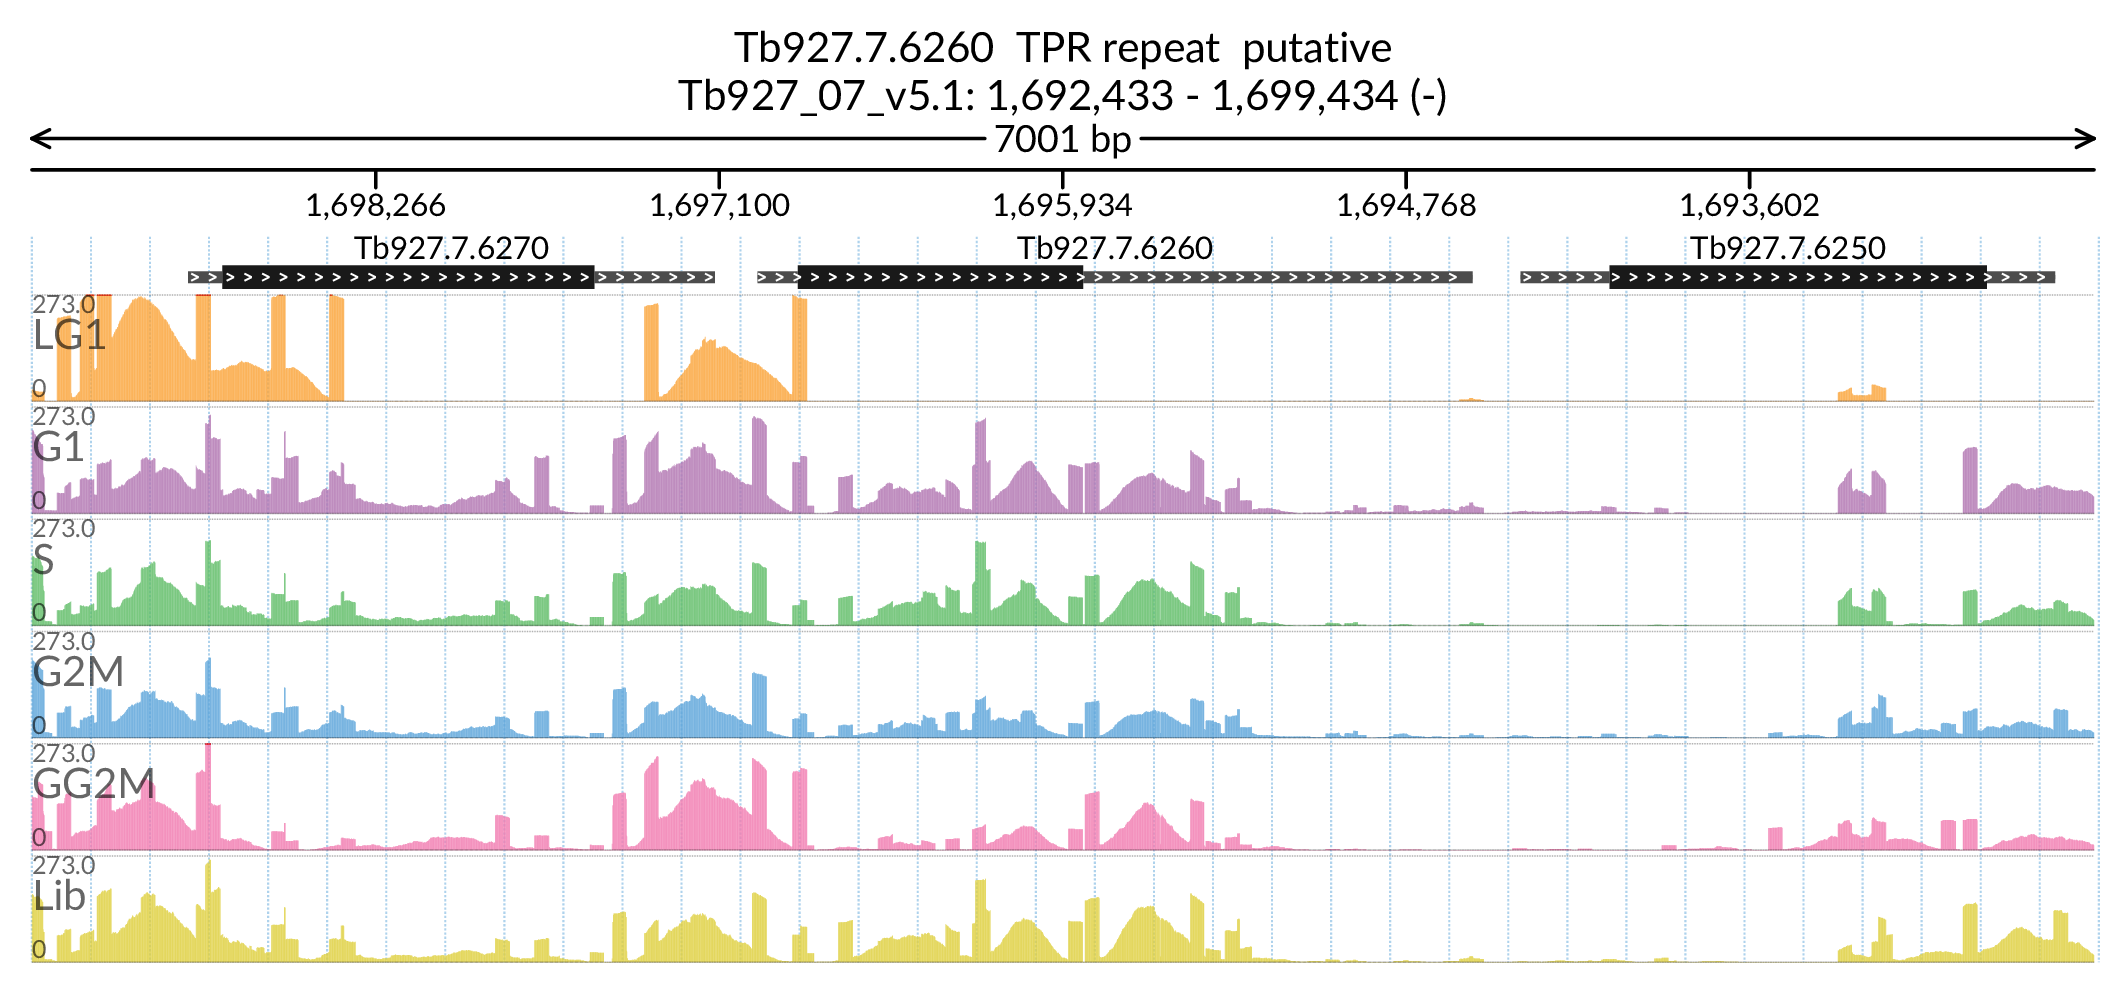 Tb927.7.6260  TPR repeat  putative
Tb927_07_v5.1: 1,692,433 - 1,699,434 (-)
7001 bp
1,698,266 1,697,100 1,695,934 1,694,768 1,693,602
Tb927.7.6270 Tb927.7.6260 Tb927.7.6250
273.0
LG1
0
273.0
G1
0
273.0
S
0
273.0
G2M
0
273.0
GG2M
0
273.0
Lib
0